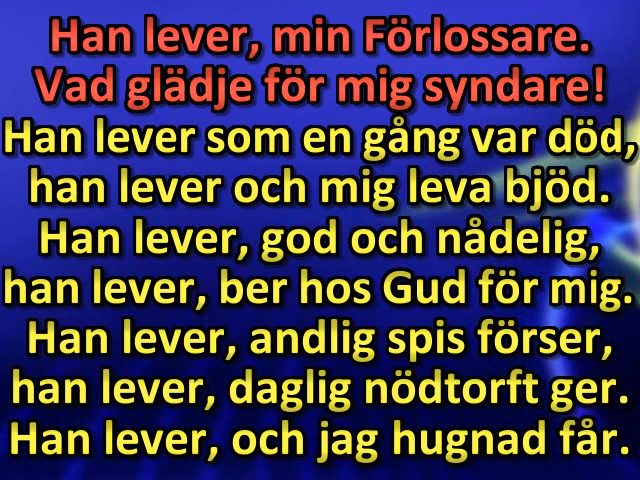 Han lever, min Förlossare.
Vad glädje för mig syndare!
Han lever som en gång var död,
han lever och mig leva bjöd.
Han lever, god och nådelig,
han lever, ber hos Gud för mig.
Han lever, andlig spis förser,
han lever, daglig nödtorft ger.
Han lever, och jag hugnad får.